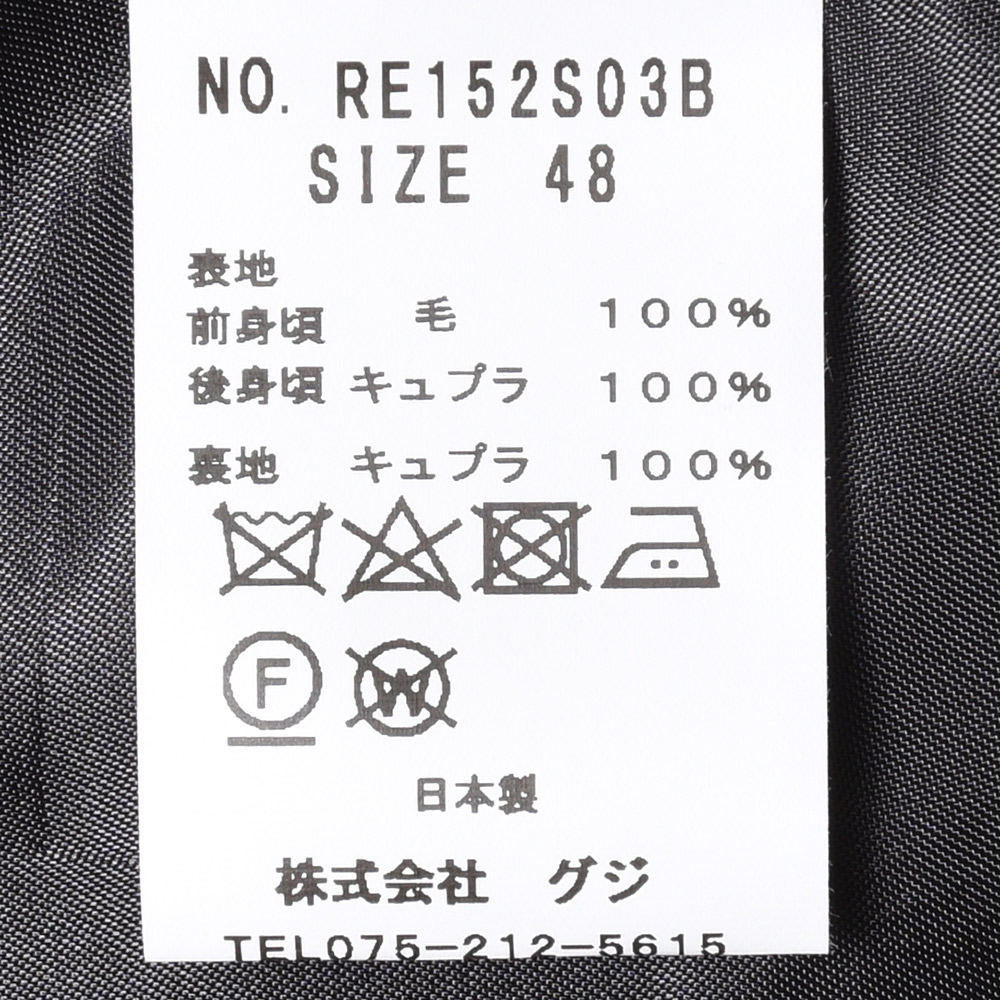 NO. RE152S03B
SIZE 48
表地
前身頃 毛 100%
後身頃 キュプラ 100%
裏地 キュプラ 100%
F
W
日本製
株式会社 グジ
TEL075-212-5615